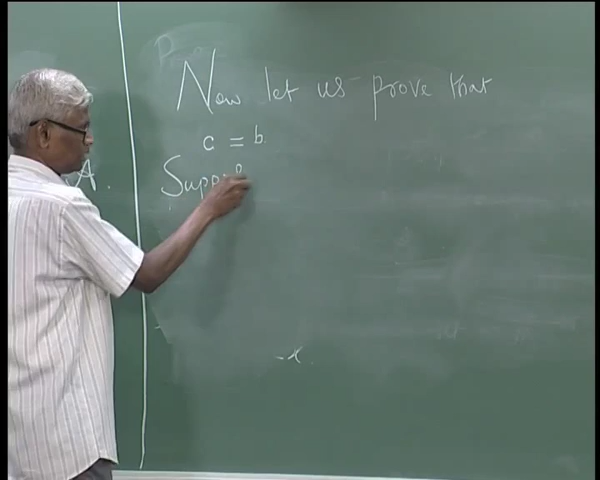 A.
Now let us prove that
c = b.
Suppo
-x